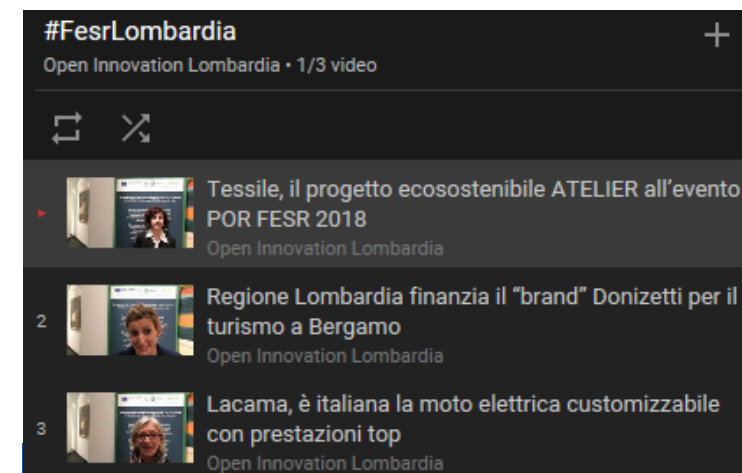 #FesrLombardia
Open Innovation Lombardia • 1/3 video
Tessile, il progetto ecosostenibile ATELIER all’evento
POR FESR 2018
Open Innovation Lombardia
2
Regione Lombardia finanzia il “brand” Donizetti per il
turismo a Bergamo
Open Innovation Lombardia
3
Lacama, è italiana la moto elettrica customizzabile
con prestazioni top
Open Innovation Lombardia